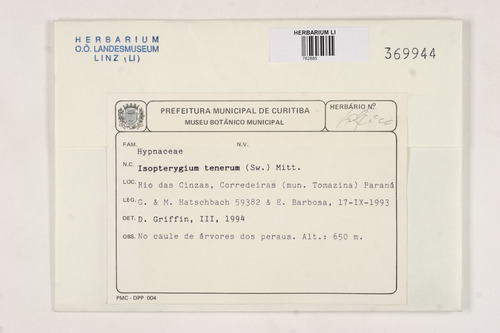 HERBARIUM
O.Ö. LANDESMUSEUM
LINZ (LI)
HERBARIUM LI
369944
PREFEITURA MUNICIPAL DE CURITIBA
MUSEU BOTÂNICO MUNICIPAL
HERBÁRIO N.º
FAM. Hypnaceae N.V.
N.C. Isopterygium tenerum (Sw.) Mitt.
LOC. Rio das Cinzas, Corredeiras (mun. Tomazina) Paraná
LEG. G. & M. Hatschbach 59382 & E. Barbosa, 17-IX-1993
DET. D. Griffin, III, 1994
OBS. No caule de árvores dos peraus. Alt.: 650 m.
PMC - DPP 004